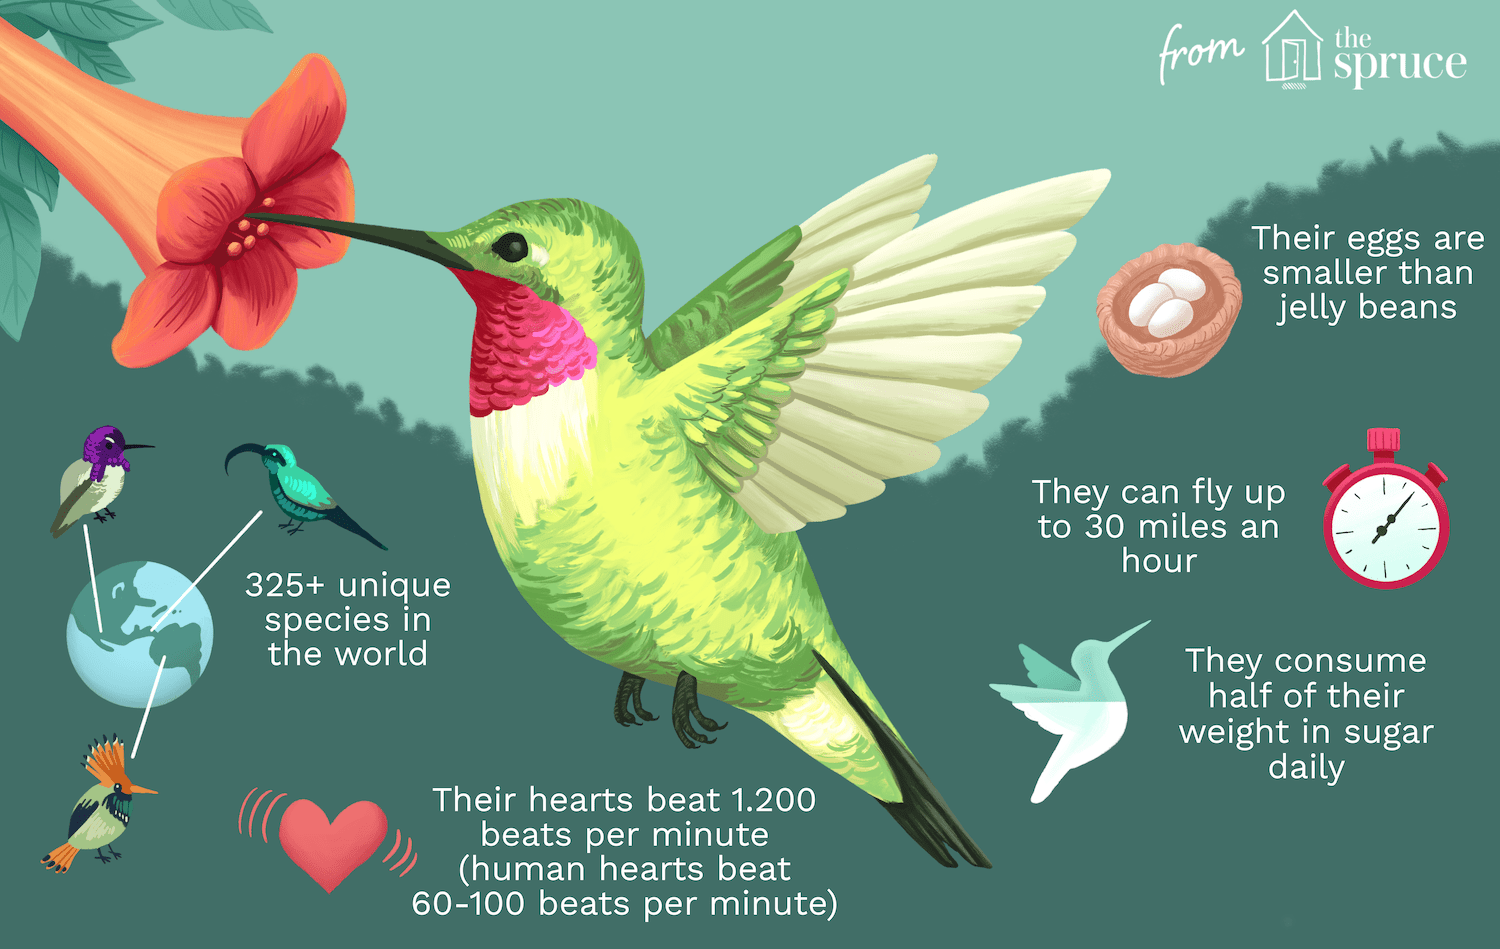 from
the
spruce
Their eggs are
smaller than
jelly beans
They can fly up
to 30 miles an
hour
325+ unique
species in
the world
They consume
half of their
weight in sugar
daily
Their hearts beat 1.200
beats per minute
(human hearts beat
60-100 beats per minute)